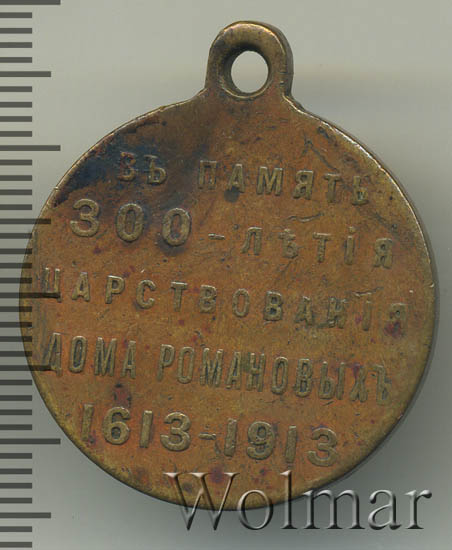 ВЪ ПАМЯТЬ
300-ЛѢТІЯ
ЦАРСТВОВАНІЯ
ДОМА РОМАНОВЫХЪ
1613-1913
Wolmar